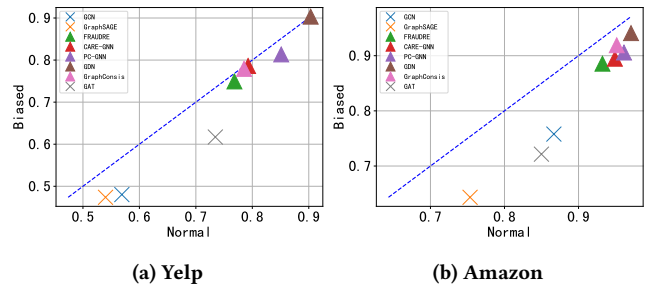 GCN
GraphSAGE
FRAUDRE
CARE-GNN
PC-GNN
GDN
GraphConsis
GAT
0.9
0.8
0.7
0.6
0.5
Biased
0.5 0.6 0.7 0.8 0.9
Normal
(a) Yelp
GCN
GraphSAGE
FRAUDRE
CARE-GNN
PC-GNN
GDN
GraphConsis
GAT
0.9
0.8
0.7
Biased
0.7 0.8 0.9
Normal
(b) Amazon